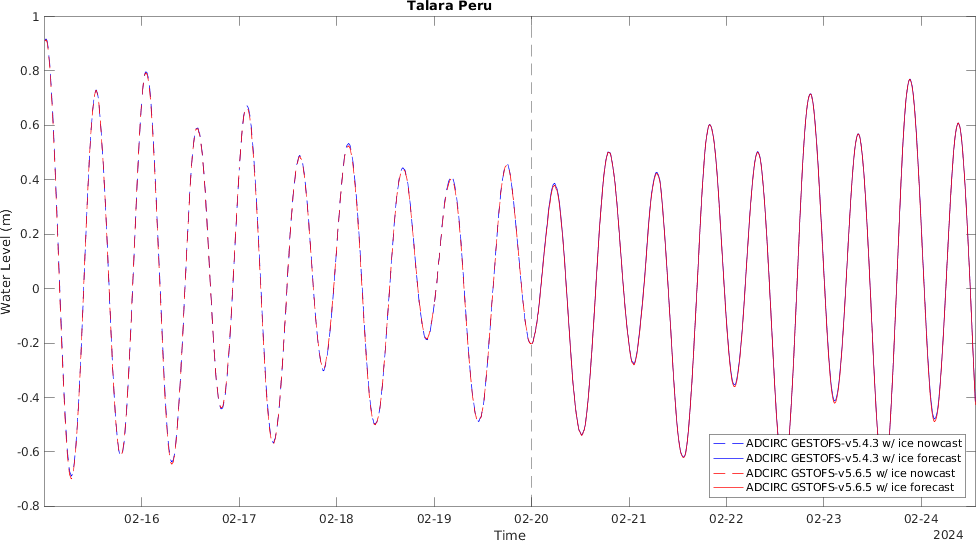 Talara Peru
1
0.8
0.6
0.4
0.2
0
-0.2
-0.4
-0.6
-0.8
Water Level (m)
ADCIRC GESTOFS-v5.4.3 w/ ice nowcast
ADCIRC GESTOFS-v5.4.3 w/ ice forecast
ADCIRC GSTOFS-v5.6.5 w/ ice nowcast
ADCIRC GSTOFS-v5.6.5 w/ ice forecast
02-16 02-17 02-18 02-19 02-20 02-21 02-22 02-23 02-24
Time
2024